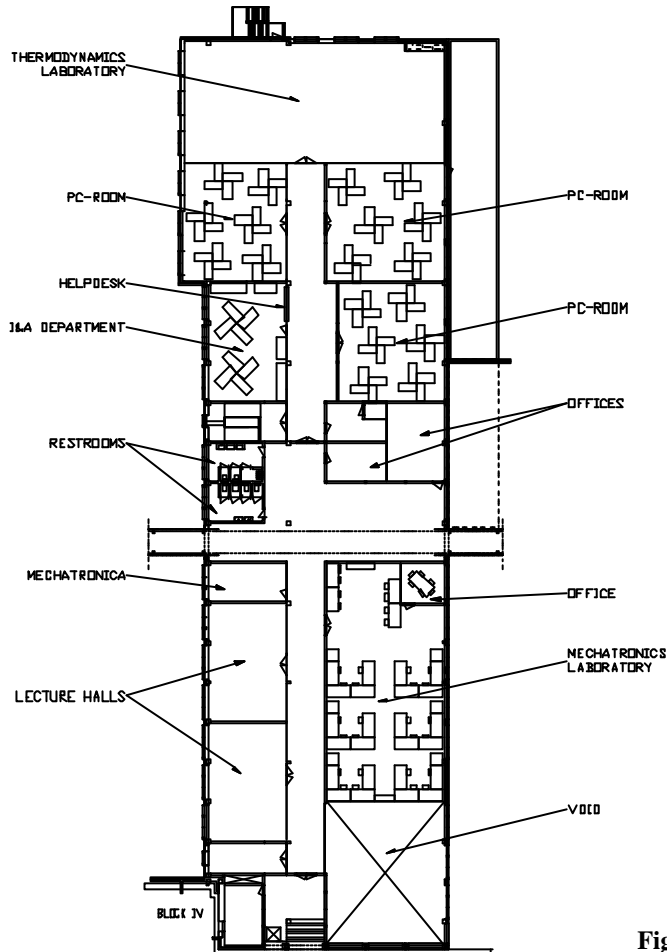 THERMODYNAMICS
LABORATORY
PC-ROOM
PC-ROOM
HELPDESK
I&A DEPARTMENT
PC-ROOM
OFFICES
RESTROOMS
MECHATRONICA
OFFICE
MECHATRONICS
LABORATORY
LECTURE HALLS
VOID
BLOCK IV
Fig